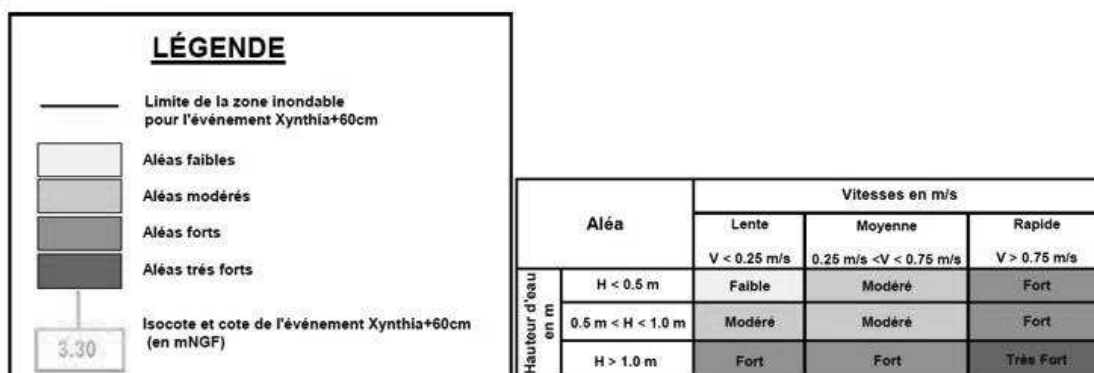 LÉGENDE
Limite de la zone inondable
pour l'événement Xynthia+60cm
Aléas faibles
Aléas modérés
Aléas forts
Aléas trés forts
Isocote et cote de l'événement Xynthia+60cm
(en mNGF)
3.30
Aléa
Vitesses en m/s
Lente
Moyenne
Rapide
V < 0.25 m/s
0.25 m/s <V < 0.75 m/s
V > 0.75 m/s
Hauteur d'eau
en m
H < 0.5 m
Faible
Modéré
Fort
0.5 m < H < 1.0 m
Modéré
Modéré
Fort
H > 1.0 m
Fort
Fort
Très Fort